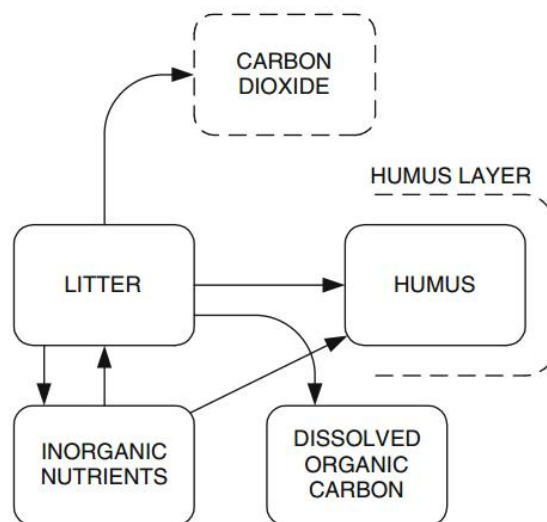 CARBON
DIOXIDE
HUMUS LAYER
LITTER
HUMUS
INORGANIC
NUTRIENTS
DISSOLVED
ORGANIC
CARBON